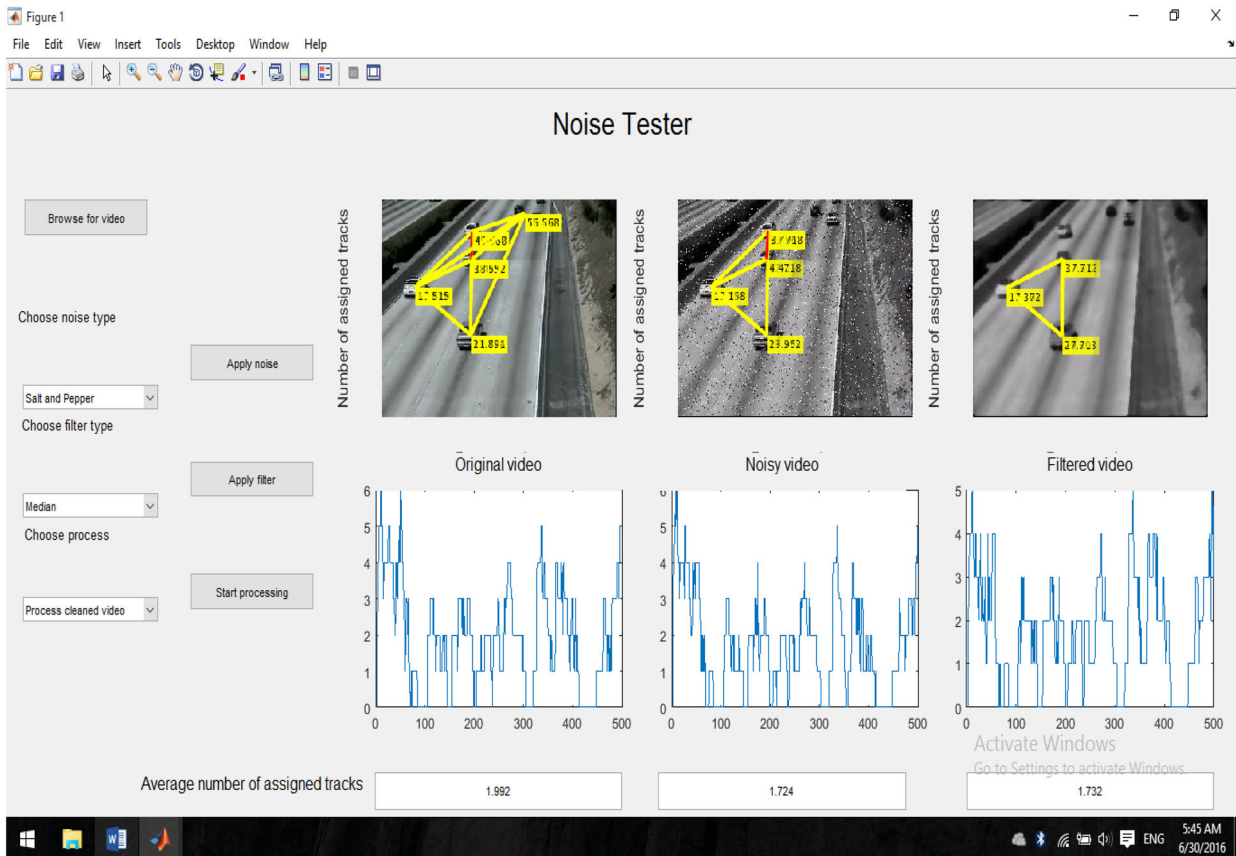 Figure 1
File Edit View Insert Tools Desktop Window Help
Noise Tester
Browse for video
Choose noise type
Apply noise
Salt and Pepper
Choose filter type
Apply filter
Median
Choose process
Start processing
Process cleaned video
Number of assigned tracks
55.568
38.592
17.515
21.891
Number of assigned tracks
4.4718
17.158
23.952
Number of assigned tracks
37.712
17.372
27.703
Original video
Noisy video
Filtered video
6
5
4
3
2
1
0
0 100 200 300 400 500
6
5
4
3
2
1
0
0 100 200 300 400 500
5
4
3
2
1
0
0 100 200 300 400 500
Activate Windows
Go to Settings to activate Windows.
Average number of assigned tracks
1.992
1.724
1.732
ENG
5:45 AM
6/30/2016